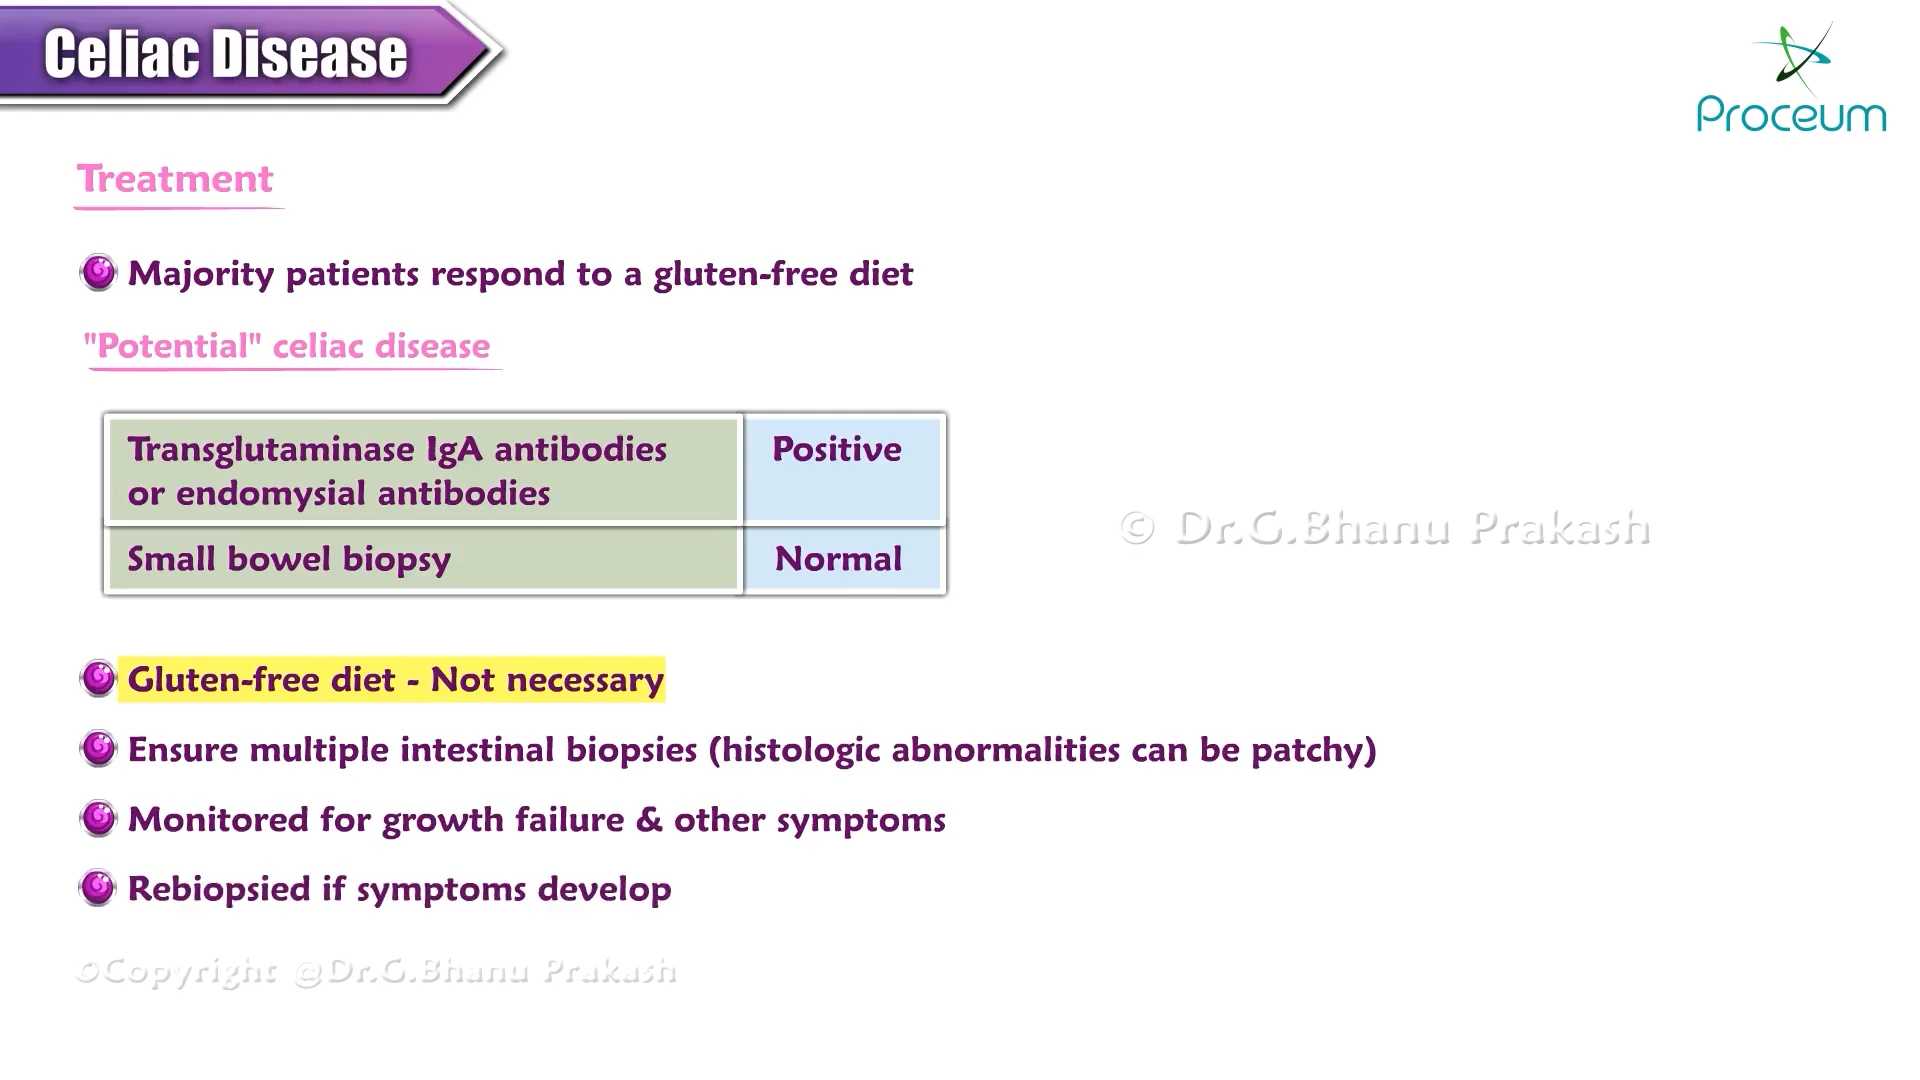 Celiac Disease
Proceum
Treatment
Majority patients respond to a gluten-free diet
"Potential" celiac disease
Transglutaminase IgA antibodies
or endomysial antibodies
Positive
Small bowel biopsy
Normal
© Dr.G.Bhanu Prakash
Gluten-free diet - Not necessary
Ensure multiple intestinal biopsies (histologic abnormalities can be patchy)
Monitored for growth failure & other symptoms
Rebiopsied if symptoms develop
©Copyright @Dr.G.Bhanu Prakash